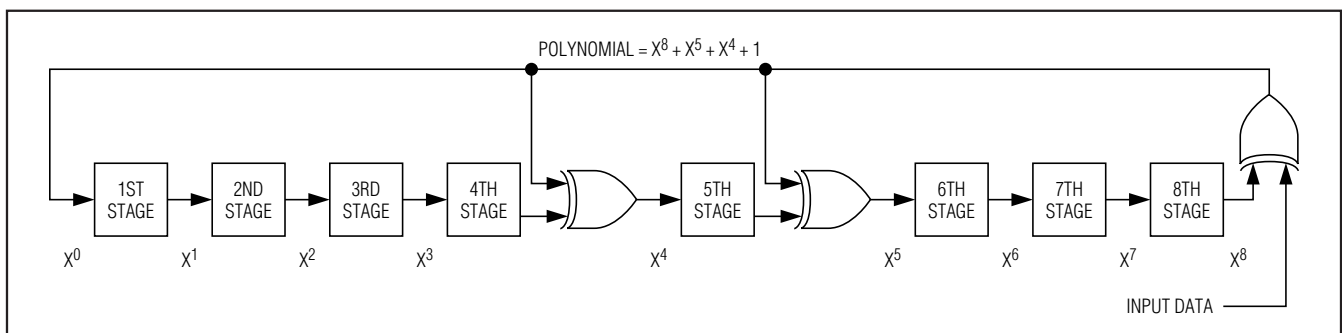 POLYNOMIAL = X⁸ + X⁵ + X⁴ + 1
1ST
STAGE
2ND
STAGE
3RD
STAGE
4TH
STAGE
5TH
STAGE
6TH
STAGE
7TH
STAGE
8TH
STAGE
X⁰
X¹
X²
X³
X⁴
X⁵
X⁶
X⁷
X⁸
INPUT DATA